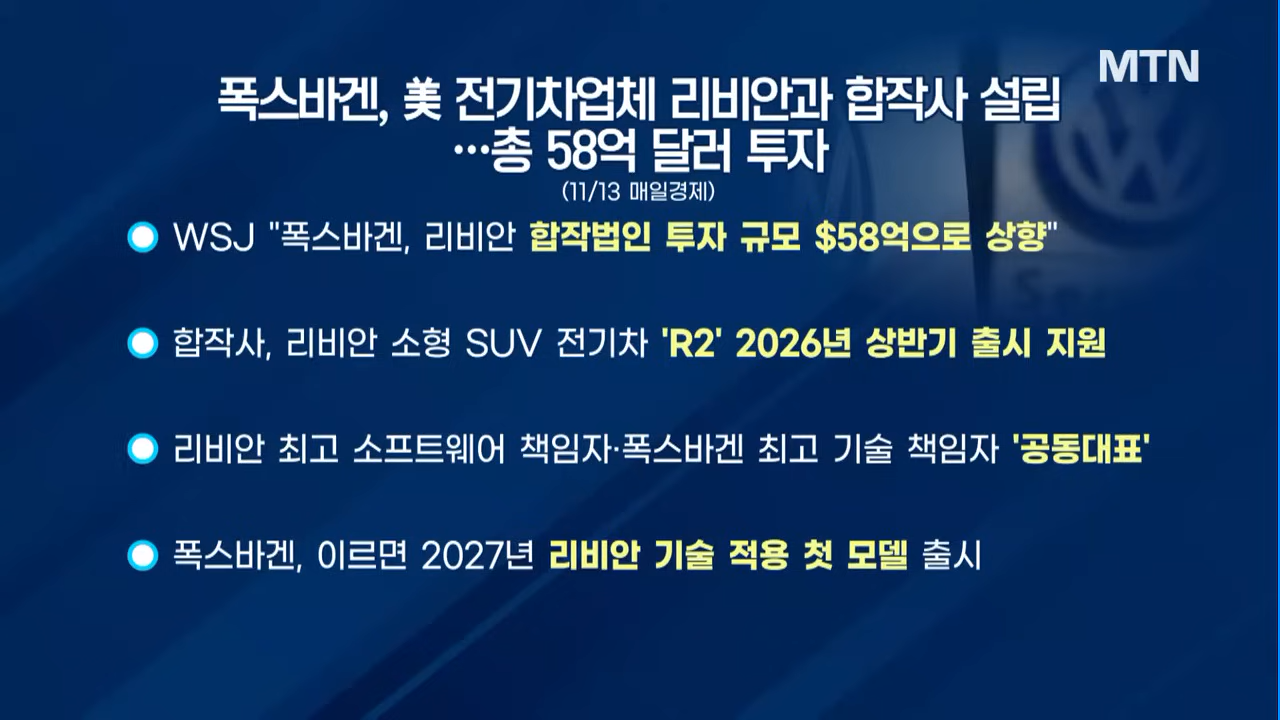 MTN
폭스바겐, 美 전기차업체 리비안과 합작사 설립
…총 58억 달러 투자
(11/13 매일경제)
WSJ "폭스바겐, 리비안 합작법인 투자 규모 $58억으로 상향"
합작사, 리비안 소형 SUV 전기차 'R2' 2026년 상반기 출시 지원
리비안 최고 소프트웨어 책임자·폭스바겐 최고 기술 책임자 '공동대표'
폭스바겐, 이르면 2027년 리비안 기술 적용 첫 모델 출시